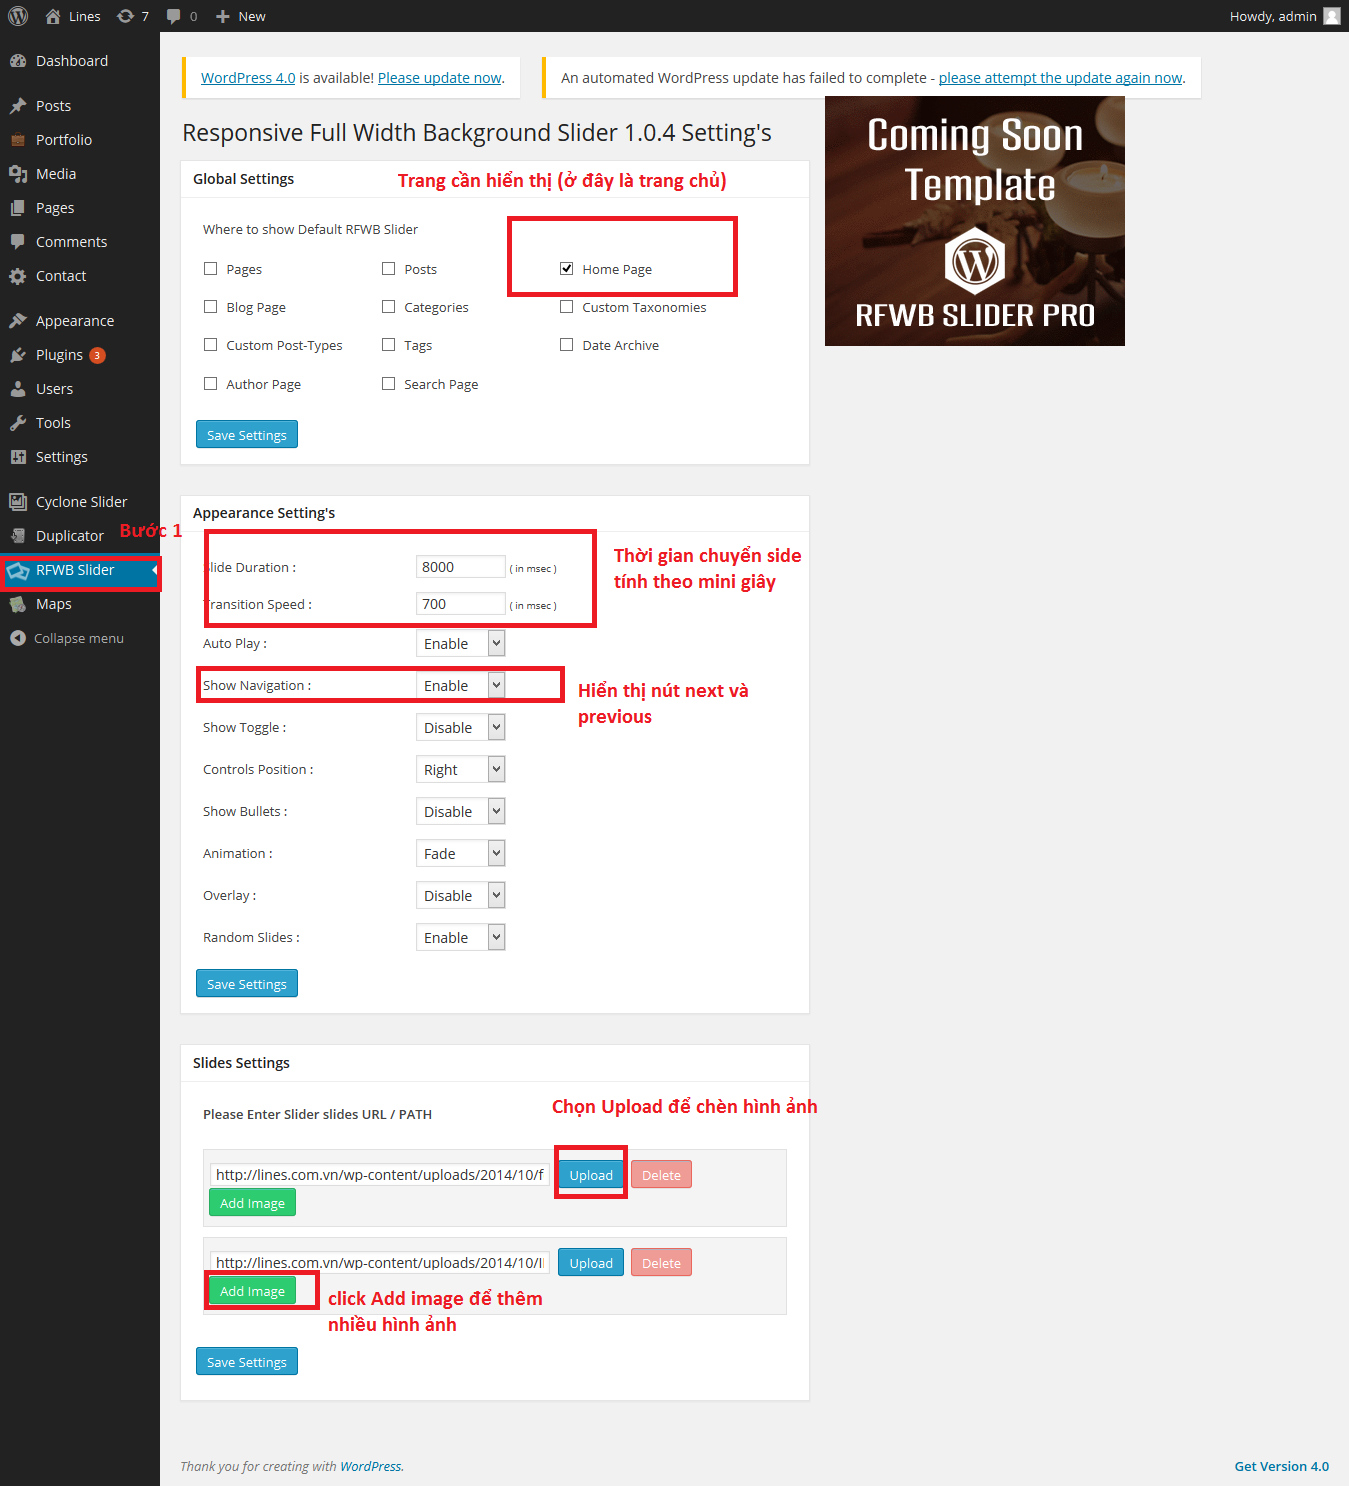 Lines
7
0
New
Howdy, admin
Dashboard
Posts
Portfolio
Media
Pages
Comments
Contact
Appearance
Plugins 3
Users
Tools
Settings
Cyclone Slider
Duplicator
RFWB Slider
Maps
Collapse menu
Bước 1
WordPress 4.0 is available! Please update now.
An automated WordPress update has failed to complete - please attempt the update again now.
Responsive Full Width Background Slider 1.0.4 Setting's
Coming Soon
Template
RFWB SLIDER PRO
Global Settings
Trang cần hiển thị (ở đây là trang chủ)
Where to show Default RFWB Slider
Pages Posts Home Page
Blog Page Categories Custom Taxonomies
Custom Post-Types Tags Date Archive
Author Page Search Page
Save Settings
Appearance Setting's
Slide Duration : 8000 ( in msec )
Transition Speed : 700 ( in msec )
Thời gian chuyển side
tính theo mini giây
Auto Play : Enable
Show Navigation : Enable
Hiển thị nút next và
previous
Show Toggle : Disable
Controls Position : Right
Show Bullets : Disable
Animation : Fade
Overlay : Disable
Random Slides : Enable
Save Settings
Slides Settings
Please Enter Slider slides URL / PATH
Chọn Upload để chèn hình ảnh
http://lines.com.vn/wp-content/uploads/2014/10/f Upload Delete
Add Image
http://lines.com.vn/wp-content/uploads/2014/10/ Upload Delete
Add Image
click Add image để thêm
nhiều hình ảnh
Save Settings
Thank you for creating with WordPress.
Get Version 4.0